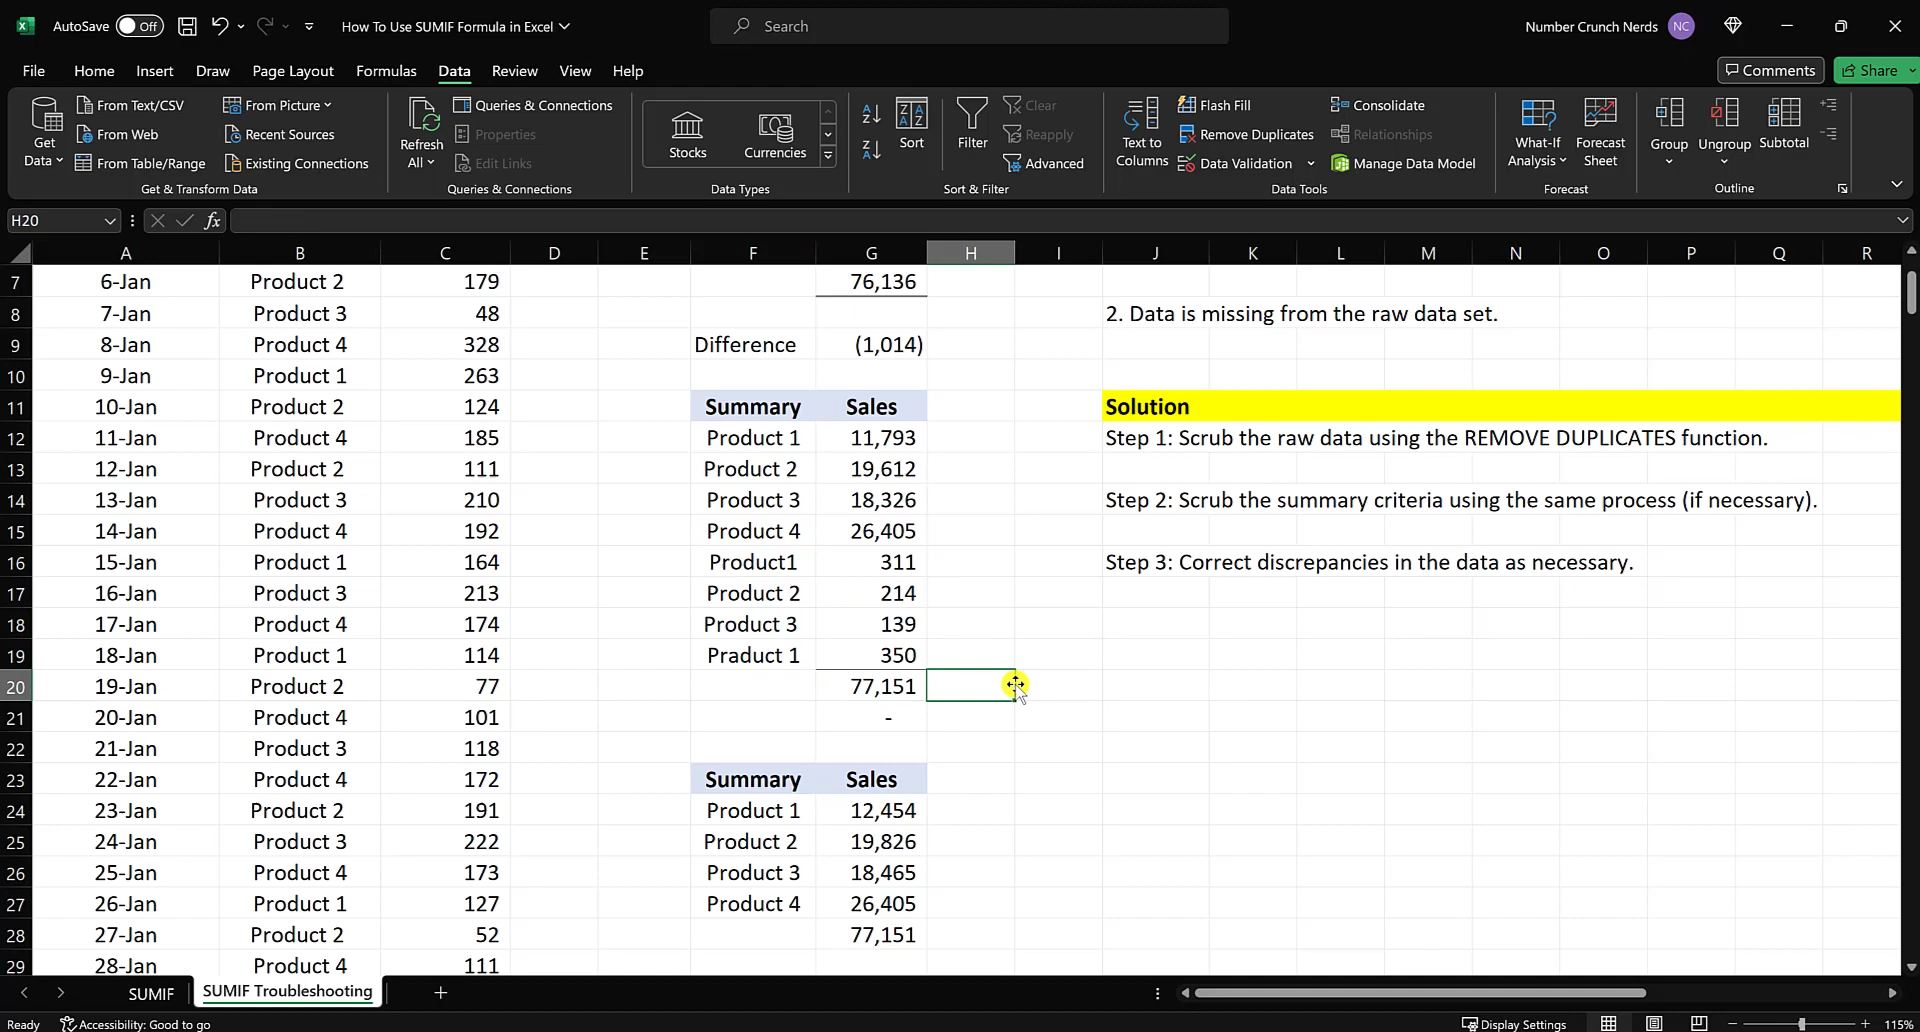 AutoSave Off How To Use SUMIF Formula in Excel Search Number Crunch Nerds NC
File Home Insert Draw Page Layout Formulas Data Review View Help Comments Share
Get Data
From Text/CSV
From Web
From Table/Range
From Picture
Recent Sources
Existing Connections
Get & Transform Data
Refresh All
Queries & Connections
Properties
Edit Links
Queries & Connections
Stocks
Currencies
Data Types
Sort
Filter
Clear
Reapply
Advanced
Sort & Filter
Text to Columns
Flash Fill
Remove Duplicates
Data Validation
Consolidate
Relationships
Manage Data Model
Data Tools
What-If Analysis
Forecast Sheet
Forecast
Group
Ungroup
Subtotal
Outline
H20 fx
A B C D E F G H I J K L M N O P Q R
7 6-Jan Product 2 179 76,136
8 7-Jan Product 3 48 2. Data is missing from the raw data set.
9 8-Jan Product 4 328 Difference (1,014)
10 9-Jan Product 1 263
11 10-Jan Product 2 124 Summary Sales Solution
12 11-Jan Product 4 185 Product 1 11,793 Step 1: Scrub the raw data using the REMOVE DUPLICATES function.
13 12-Jan Product 2 111 Product 2 19,612
14 13-Jan Product 3 210 Product 3 18,326 Step 2: Scrub the summary criteria using the same process (if necessary).
15 14-Jan Product 4 192 Product 4 26,405
16 15-Jan Product 1 164 Product1 311 Step 3: Correct discrepancies in the data as necessary.
17 16-Jan Product 3 213 Product 2 214
18 17-Jan Product 4 174 Product 3 139
19 18-Jan Product 1 114 Praduct 1 350
20 19-Jan Product 2 77 77,151
21 20-Jan Product 4 101 -
22 21-Jan Product 3 118
23 22-Jan Product 4 172 Summary Sales
24 23-Jan Product 2 191 Product 1 12,454
25 24-Jan Product 3 222 Product 2 19,826
26 25-Jan Product 4 173 Product 3 18,465
27 26-Jan Product 1 127 Product 4 26,405
28 27-Jan Product 2 52 77,151
29 28-Jan Product 4 111
SUMIF SUMIF Troubleshooting
Ready Accessibility: Good to go Display Settings 115%